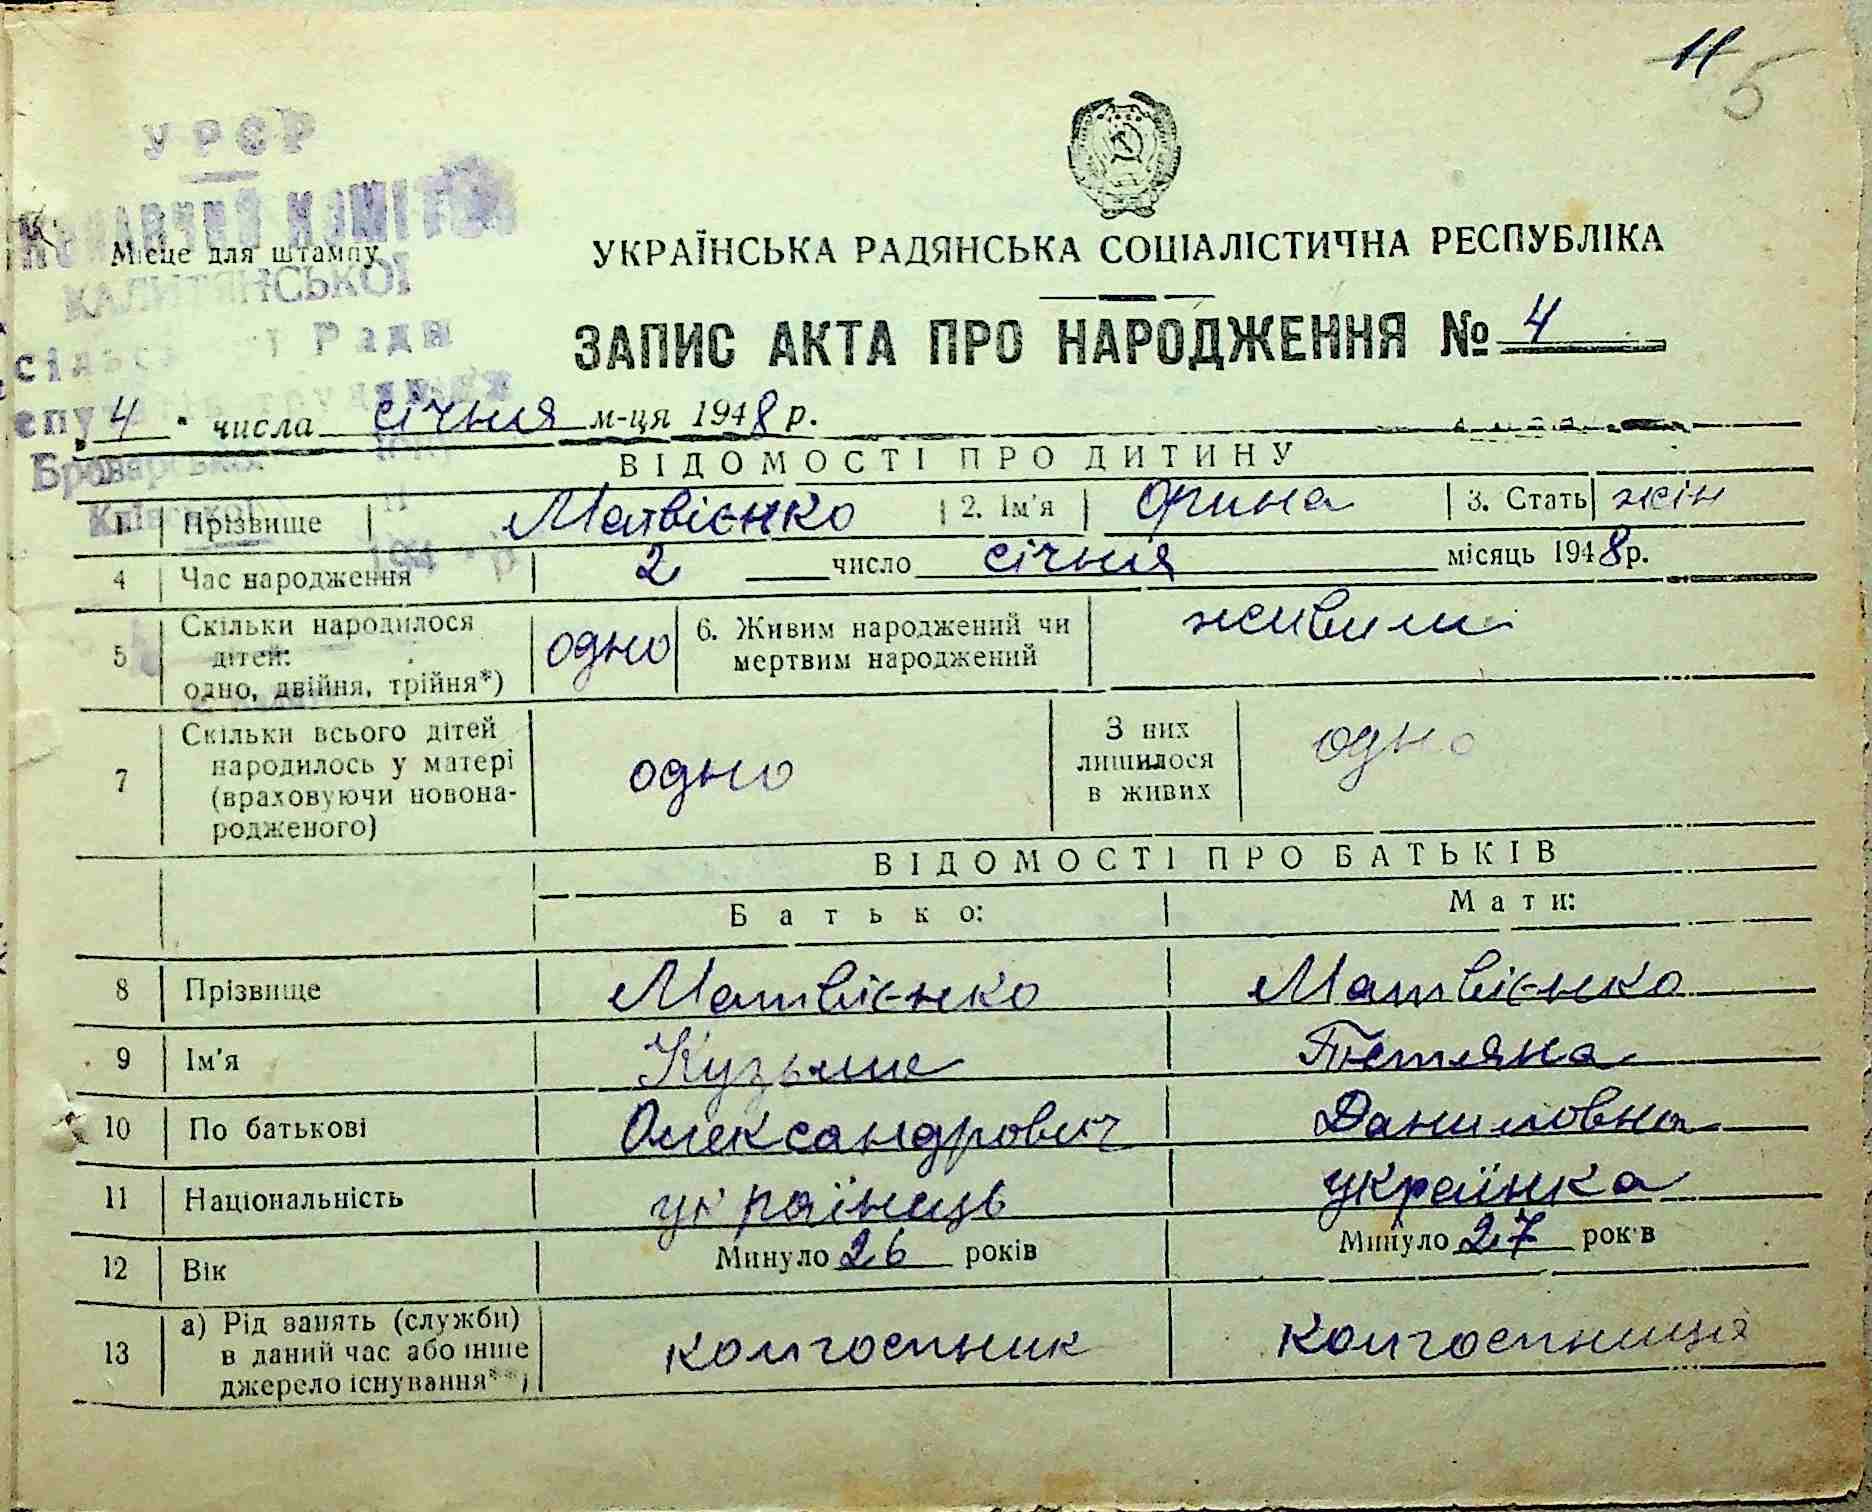 11 5
УРСР
Місце для штампу
КАЛИТЯНСЬКОЇ
Ради
УКРАЇНСЬКА РАДЯНСЬКА СОЦІАЛІСТИЧНА РЕСПУБЛІКА
ЗАПИС АКТА ПРО НАРОДЖЕННЯ № 4
„ 4 " числа січня м-ця 1948 р.
ВІДОМОСТІ ПРО ДИТИНУ
1 Прізвище Матвієнко 2. Ім'я Орина 3. Стать жін
4 Час народження 2 число січня місяць 1948 р.
5 Скільки народилося дітей: одно, двійня, трійня*) одно 6. Живим народжений чи мертвим народжений живим
7 Скільки всього дітей народилось у матері (враховуючи новонародженого) одно З них лишилося в живих одно
ВІДОМОСТІ ПРО БАТЬКІВ
Батько: Мати:
8 Прізвище Матвієнко Матвієнко
9 Ім'я Кузьма Тетяна
10 По батькові Олександрович Даниловна
11 Національність українець українка
12 Вік Минуло 26 років Минуло 27 років
13 а) Рід занять (служби) в даний час або інше джерело існування**) колгоспник колгоспниця